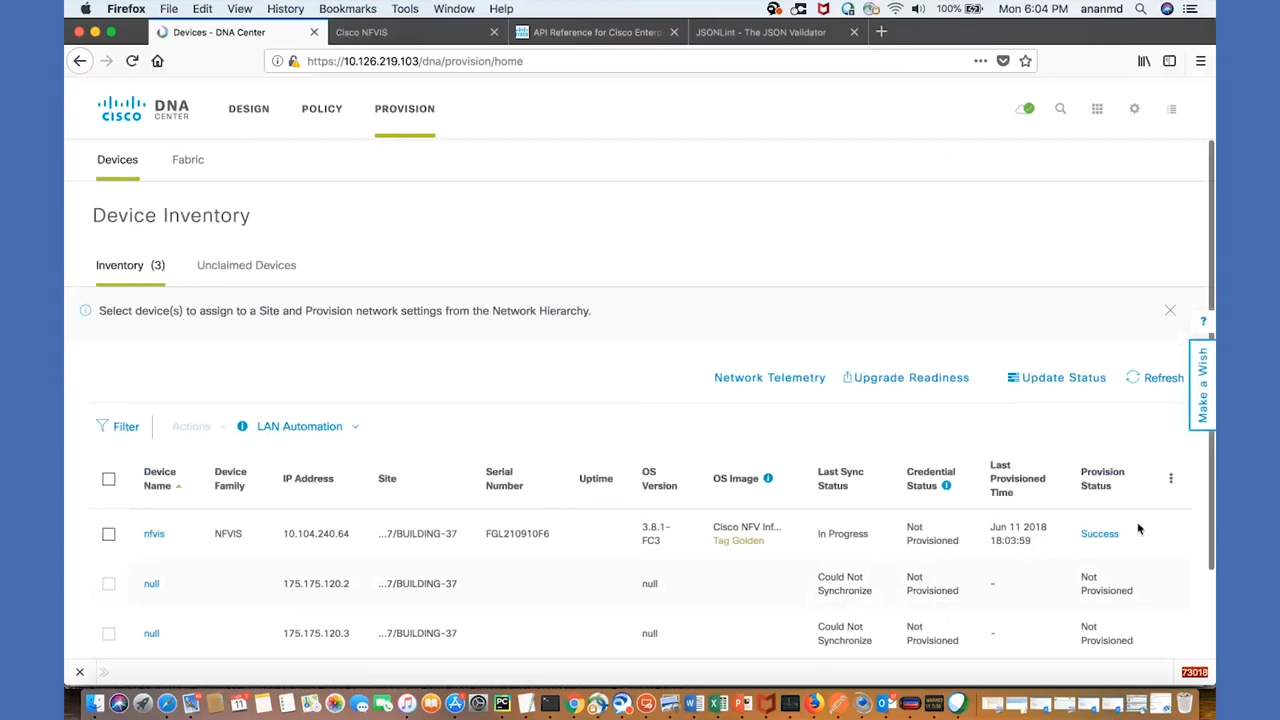 Firefox File Edit View History Bookmarks Tools Window Help 100% Mon 6:04 PM ananmd
Devices - DNA Center Cisco NFVIS API Reference for Cisco Enterp JSONLint - The JSON Validator
https://10.126.219.103/dna/provision/home
CISCO DNA CENTER DESIGN POLICY PROVISION
Devices Fabric
Device Inventory
Inventory (3) Unclaimed Devices
Select device(s) to assign to a Site and Provision network settings from the Network Hierarchy.
?
Make a Wish
Network Telemetry Upgrade Readiness Update Status Refresh
Filter Actions LAN Automation
Device Name Device Family IP Address Site Serial Number Uptime OS Version OS Image Last Sync Status Credential Status Last Provisioned Time Provision Status
nfvis NFVIS 10.104.240.64 ...7/BUILDING-37 FGL210910F6 3.8.1-FC3 Cisco NFV Inf... Tag Golden In Progress Not Provisioned Jun 11 2018 18:03:59 Success
null 175.175.120.2 ...7/BUILDING-37 null Could Not Synchronize Not Provisioned - Not Provisioned
null 175.175.120.3 ...7/BUILDING-37 null Could Not Synchronize Not Provisioned - Not Provisioned
73018